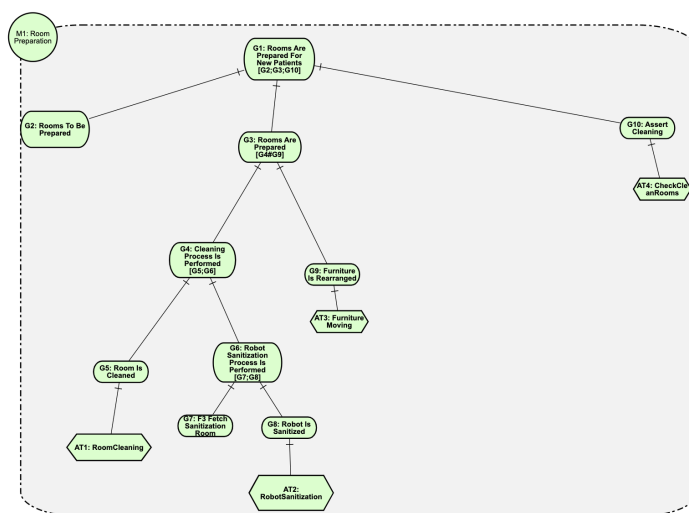 M1: Room
Preparation
G1: Rooms Are
Prepared For
New Patients
[G2;G3;G10]
G2: Rooms To Be
Prepared
G10: Assert
Cleaning
G3: Rooms Are
Prepared
[G4#G9]
AT4: CheckCle
anRooms
G4: Cleaning
Process Is
Performed
[G5;G6]
G9: Furniture
Is Rearranged
AT3: Furniture
Moving
G6: Robot
Sanitization
Process Is
Performed
[G7;G8]
G5: Room Is
Cleaned
G7: F3 Fetch
Sanitization
Room
G8: Robot Is
Sanitized
AT1: RoomCleaning
AT2:
RobotSanitization